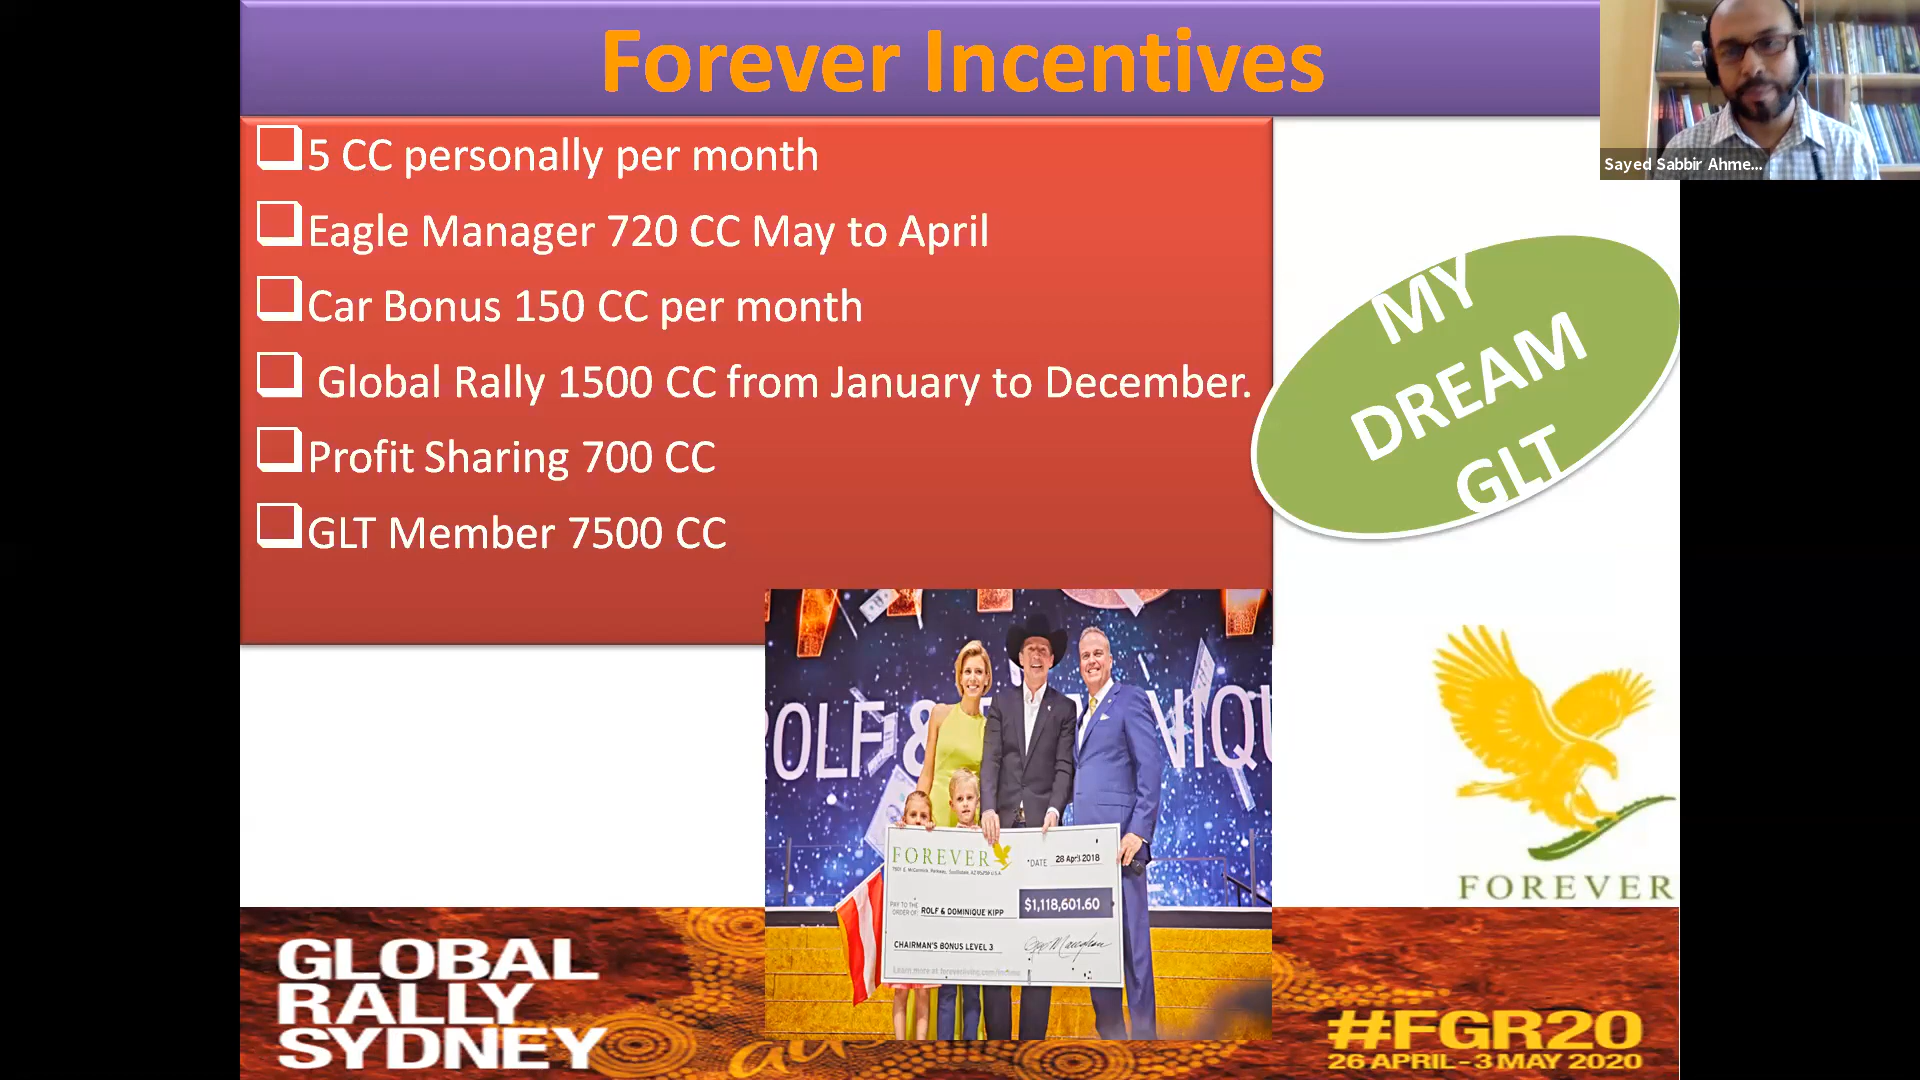 Forever Incentives
Sayed Sabbir Ahme...
5 CC personally per month
Eagle Manager 720 CC May to April
Car Bonus 150 CC per month
Global Rally 1500 CC from January to December.
Profit Sharing 700 CC
GLT Member 7500 CC
MY
DREAM
GLT
ROLF &
NIQU
FOREVER
DATE 28 April 2018
PAY TO THE
ORDER OF: ROLF & DOMINIQUE KIPP
$1,118,601.60
CHAIRMAN'S BONUS LEVEL 3
FOREVER
GLOBAL
RALLY
SYDNEY
#FGR20
26 APRIL - 3 MAY 2020